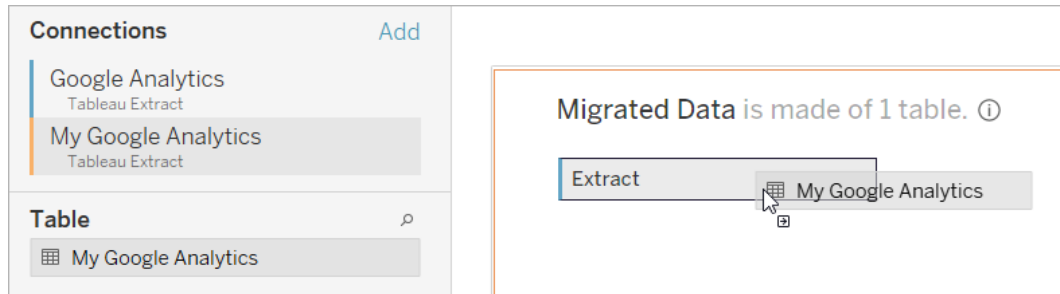 Connections Add
Google Analytics
Tableau Extract
My Google Analytics
Tableau Extract
Table
My Google Analytics
Migrated Data is made of 1 table.
Extract
My Google Analytics